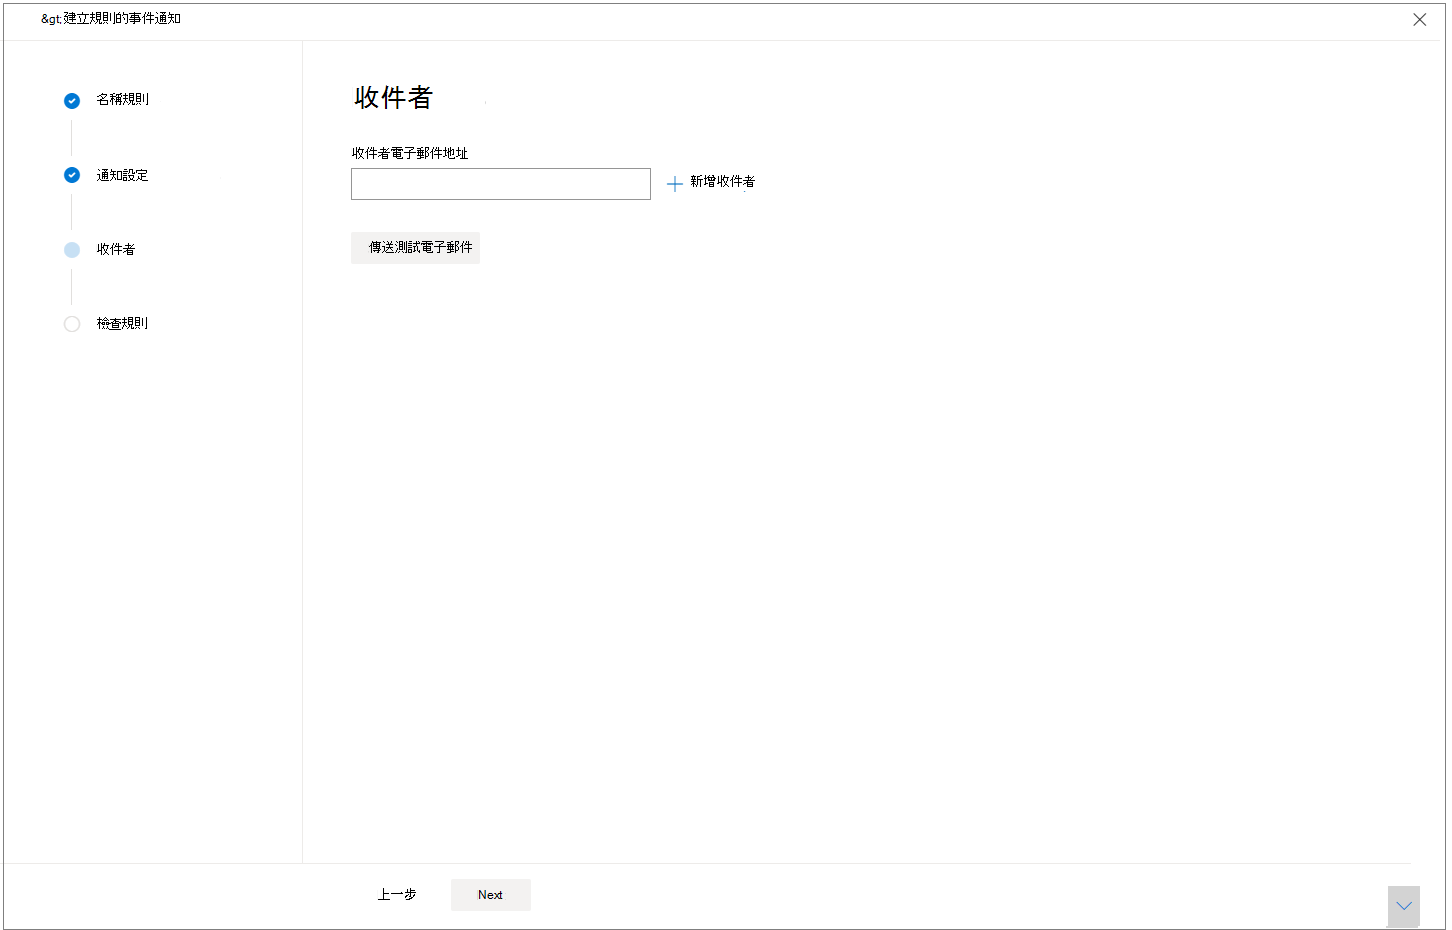 &gt;建立規則的事件通知
名稱規則
通知設定
收件者
檢查規則
收件者
收件者電子郵件地址
新增收件者
傳送測試電子郵件
上一步
Next